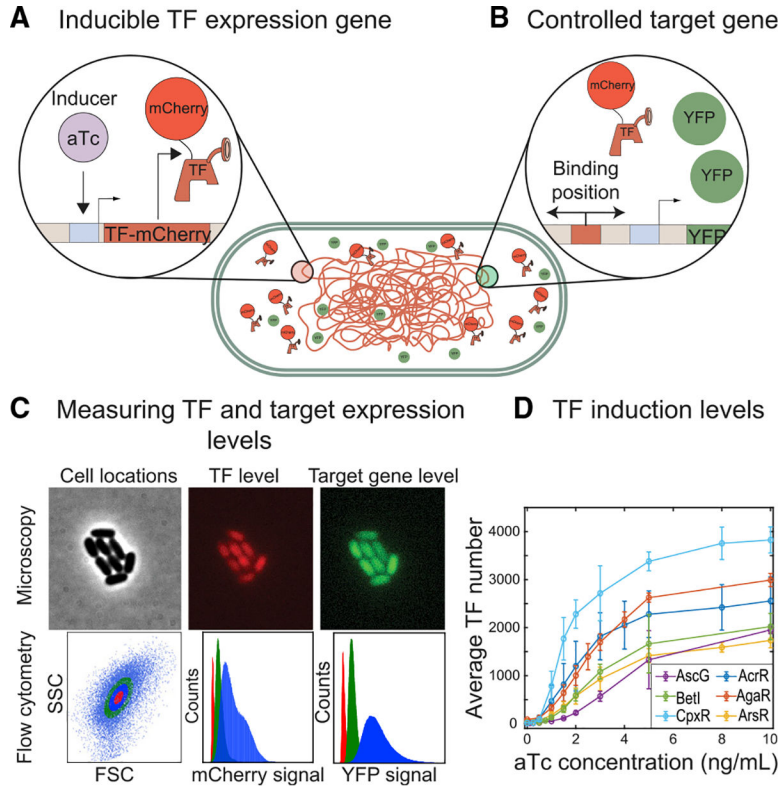 A Inducible TF expression gene
B Controlled target gene
Inducer
aTc
mCherry
TF
TF-mCherry
mCherry
TF
YFP
YFP
Binding
position
YFP
C Measuring TF and target expression
levels
Cell locations
TF level
Target gene level
Microscopy
Flow cytometry
SSC
FSC
Counts
mCherry signal
Counts
YFP signal
D TF induction levels
Average TF number
4000
3000
2000
1000
0
0 2 4 6 8 10
aTc concentration (ng/mL)
AscG
BetI
CpxR
AcrR
AgaR
ArsR